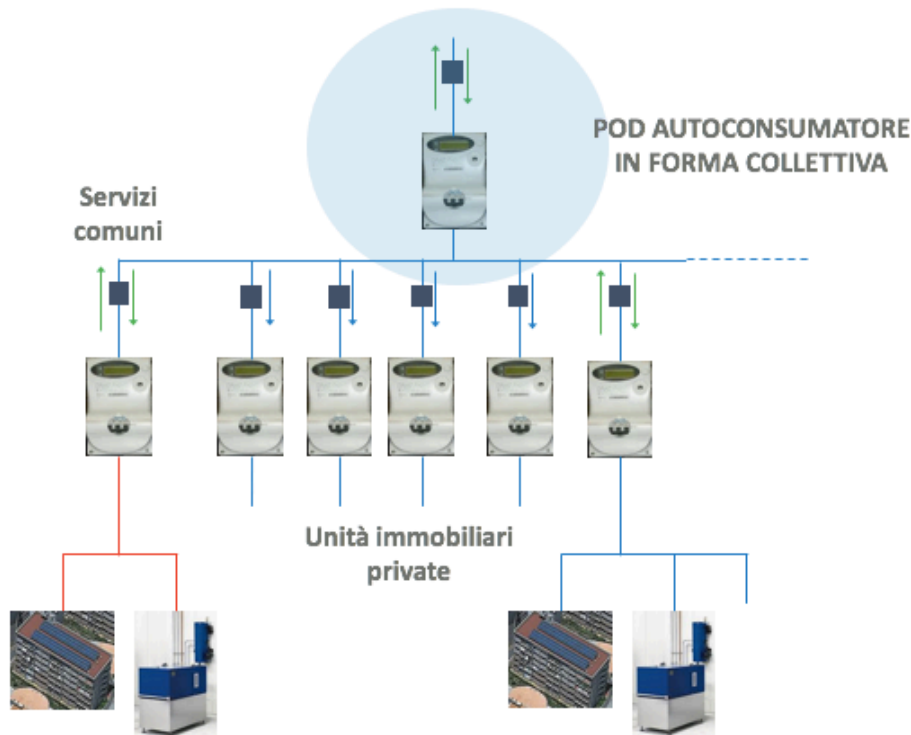 POD AUTOCONSUMATORE
IN FORMA COLLETTIVA
Servizi
comuni
Unità immobiliari
private